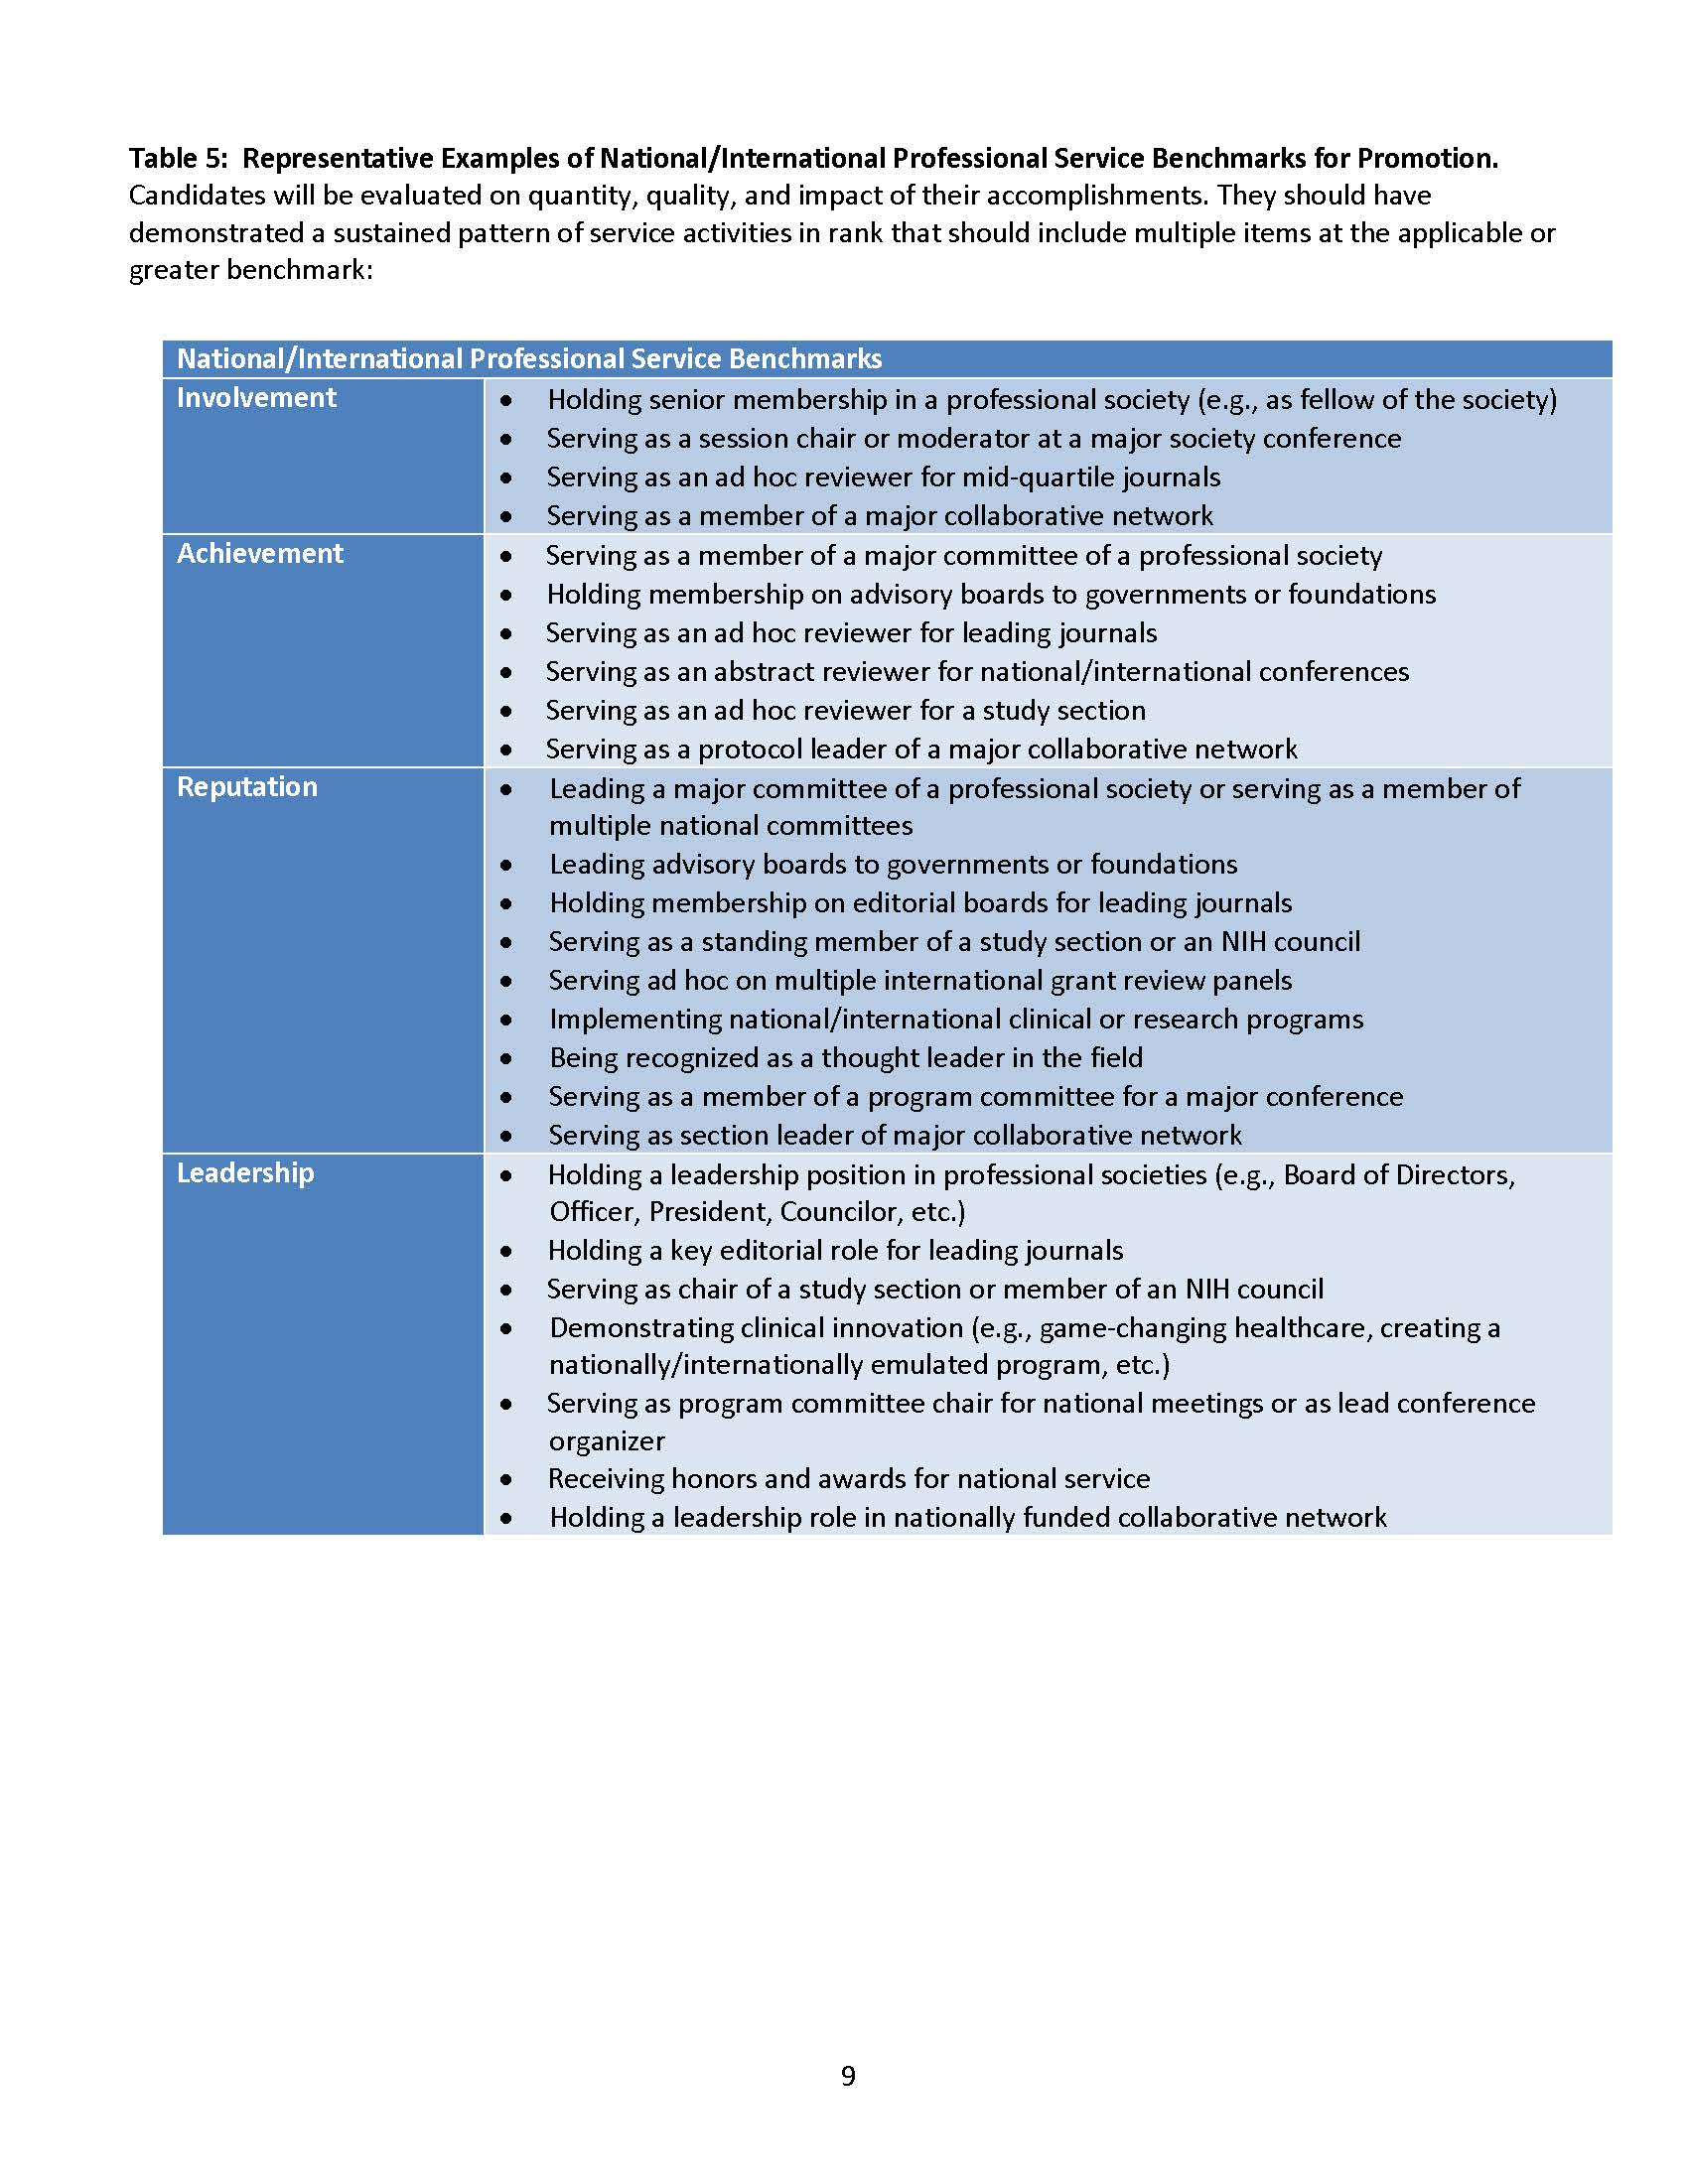 Table 5:  Representative Examples of National/International Professional Service Benchmarks for Promotion.
Candidates will be evaluated on quantity, quality, and impact of their accomplishments. They should have
demonstrated a sustained pattern of service activities in rank that should include multiple items at the applicable or
greater benchmark:
National/International Professional Service Benchmarks
Involvement
• Holding senior membership in a professional society (e.g., as fellow of the society)
• Serving as a session chair or moderator at a major society conference
• Serving as an ad hoc reviewer for mid-quartile journals
• Serving as a member of a major collaborative network
Achievement
• Serving as a member of a major committee of a professional society
• Holding membership on advisory boards to governments or foundations
• Serving as an ad hoc reviewer for leading journals
• Serving as an abstract reviewer for national/international conferences
• Serving as an ad hoc reviewer for a study section
• Serving as a protocol leader of a major collaborative network
Reputation
• Leading a major committee of a professional society or serving as a member of
multiple national committees
• Leading advisory boards to governments or foundations
• Holding membership on editorial boards for leading journals
• Serving as a standing member of a study section or an NIH council
• Serving ad hoc on multiple international grant review panels
• Implementing national/international clinical or research programs
• Being recognized as a thought leader in the field
• Serving as a member of a program committee for a major conference
• Serving as section leader of major collaborative network
Leadership
• Holding a leadership position in professional societies (e.g., Board of Directors,
Officer, President, Councilor, etc.)
• Holding a key editorial role for leading journals
• Serving as chair of a study section or member of an NIH council
• Demonstrating clinical innovation (e.g., game-changing healthcare, creating a
nationally/internationally emulated program, etc.)
• Serving as program committee chair for national meetings or as lead conference
organizer
• Receiving honors and awards for national service
• Holding a leadership role in nationally funded collaborative network
9